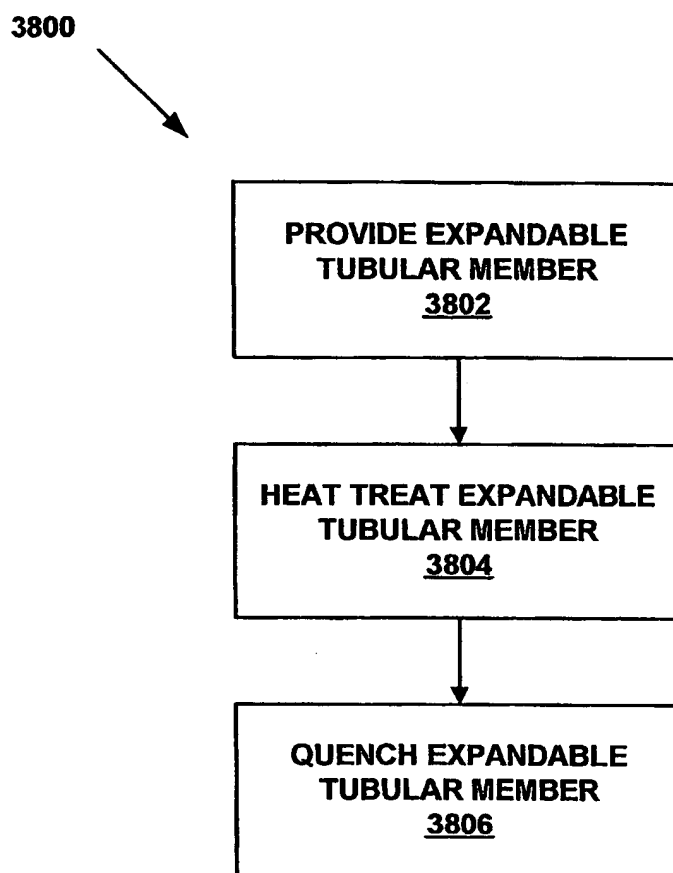 3800
PROVIDE EXPANDABLE
TUBULAR MEMBER
3802
HEAT TREAT EXPANDABLE
TUBULAR MEMBER
3804
QUENCH EXPANDABLE
TUBULAR MEMBER
3806